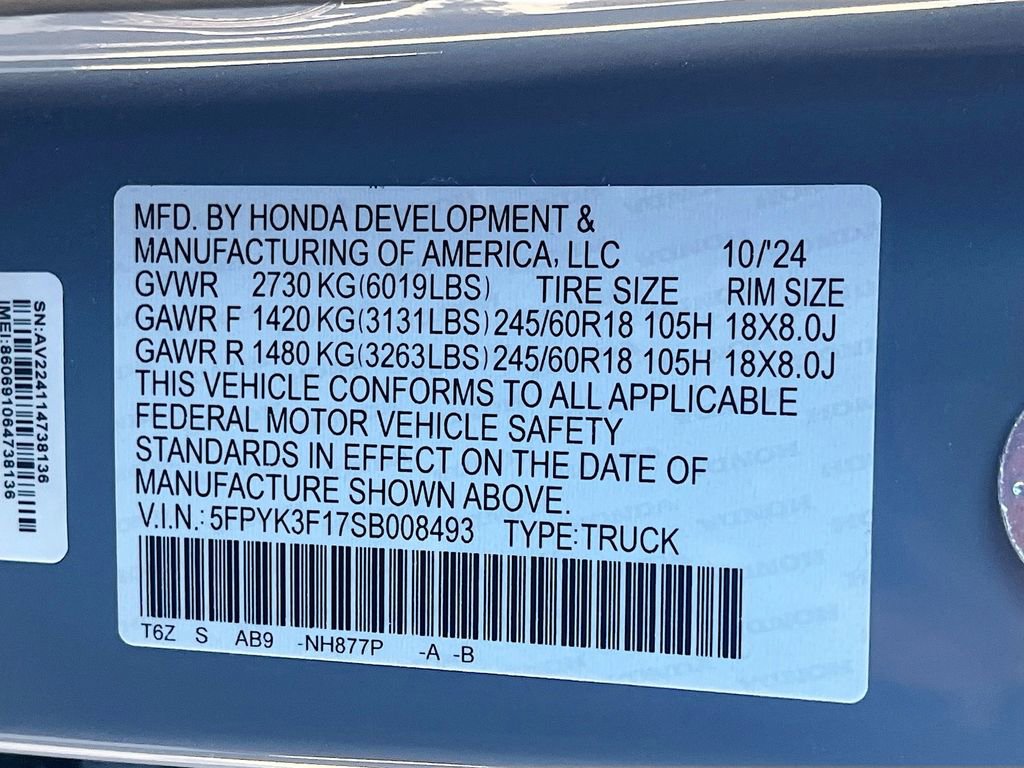 MFD. BY HONDA DEVELOPMENT &
MANUFACTURING OF AMERICA, LLC 10/'24
GVWR 2730 KG(6019LBS) TIRE SIZE RIM SIZE
GAWR F 1420 KG(3131LBS) 245/60R18 105H 18X8.0J
GAWR R 1480 KG(3263LBS) 245/60R18 105H 18X8.0J
THIS VEHICLE CONFORMS TO ALL APPLICABLE
FEDERAL MOTOR VEHICLE SAFETY
STANDARDS IN EFFECT ON THE DATE OF
MANUFACTURE SHOWN ABOVE.
V.I.N.: 5FPYK3F17SB008493 TYPE:TRUCK
T6Z S AB9 -NH877P -A -B
SN:AV224114738136
IMEI:860691064738136